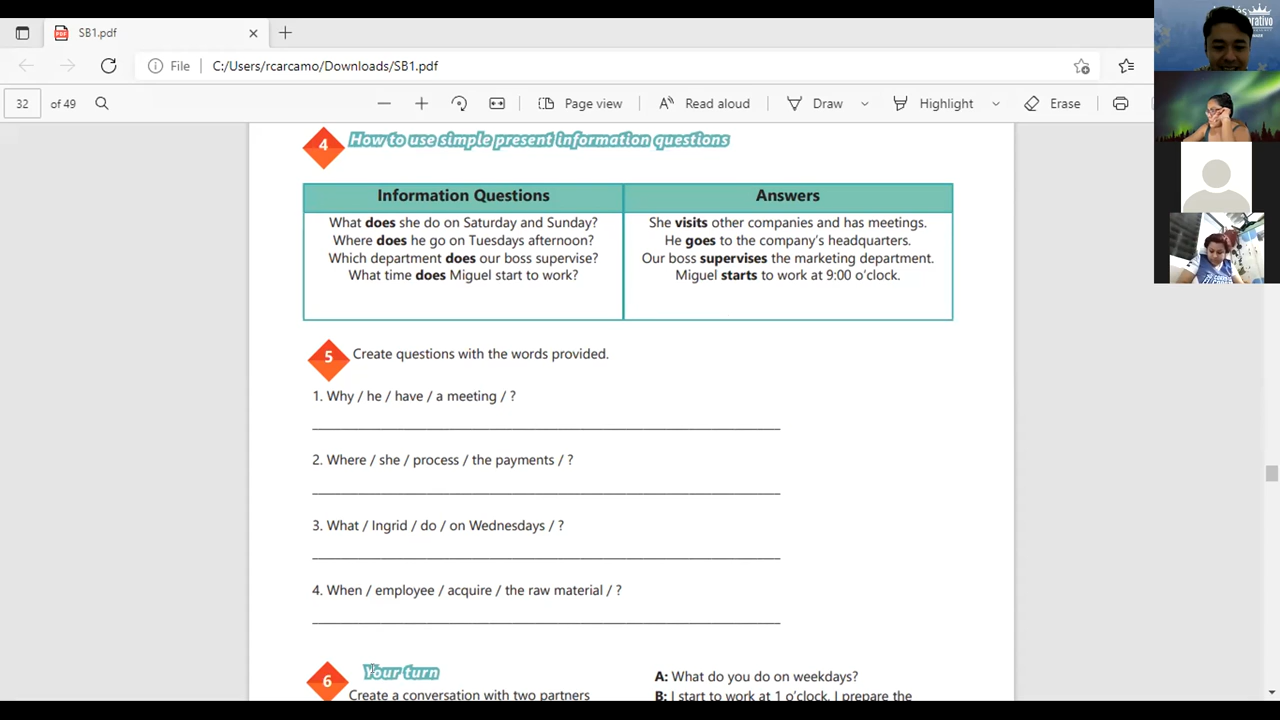 SB1.pdf
File C:/Users/rcarcamo/Downloads/SB1.pdf
32 of 49 Page view Read aloud Draw Highlight Erase
4 How to use simple present information questions
Information Questions
What does she do on Saturday and Sunday?
Where does he go on Tuesdays afternoon?
Which department does our boss supervise?
What time does Miguel start to work?
Answers
She visits other companies and has meetings.
He goes to the company's headquarters.
Our boss supervises the marketing department.
Miguel starts to work at 9:00 o'clock.
5 Create questions with the words provided.
1. Why / he / have / a meeting / ?
2. Where / she / process / the payments / ?
3. What / Ingrid / do / on Wednesdays / ?
4. When / employee / acquire / the raw material / ?
6 Your turn
Create a conversation with two partners
A: What do you do on weekdays?
B: I start to work at 1 o'clock. I prepare the